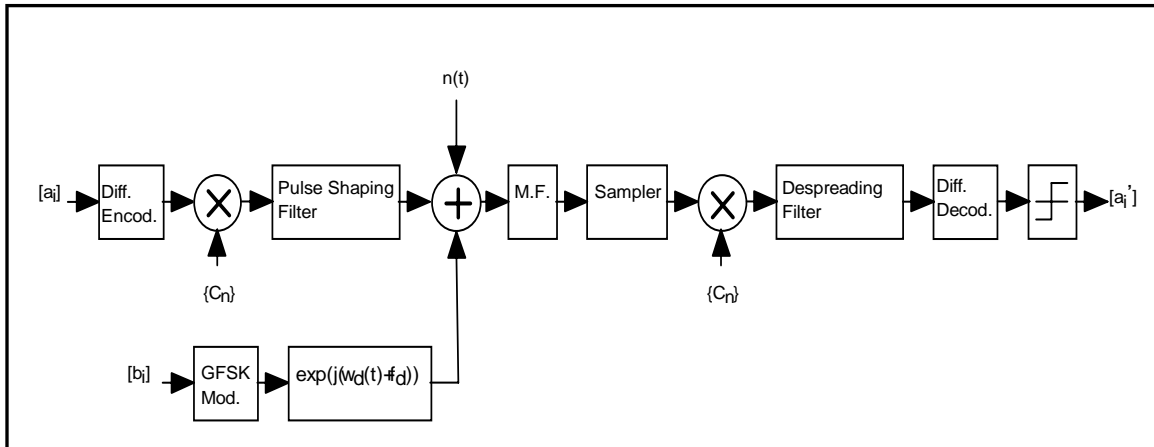 n(t)
[ai]
Diff.
Encod.
Pulse Shaping
Filter
M.F.
Sampler
Despreading
Filter
Diff.
Decod.
[ai']
{Cn}
{Cn}
[bi]
GFSK
Mod.
exp(j(wd(t)+fd))